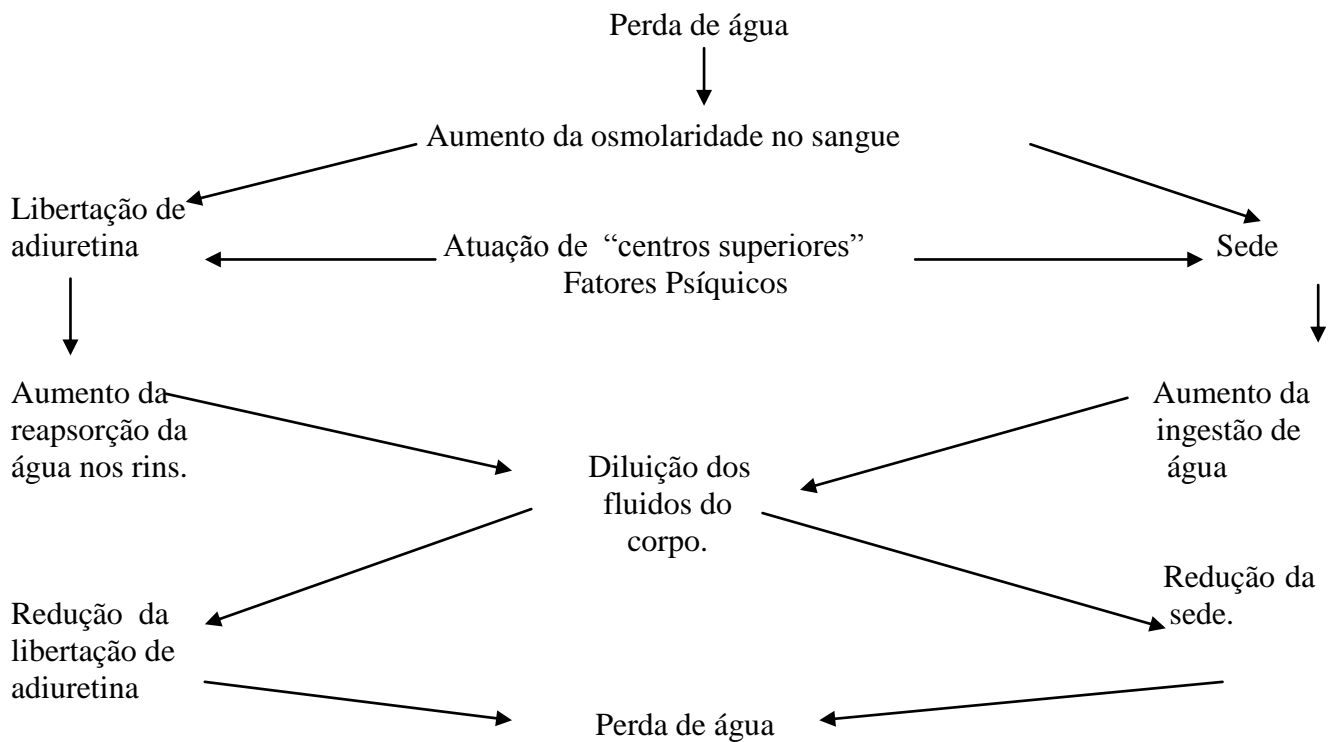 Perda de água
Aumento da osmolaridade no sangue
Libertação de
adiuretina
Atuação de “centros superiores”
Fatores Psíquicos
Sede
Aumento da
reapsorção da
água nos rins.
Aumento da
ingestão de
água
Diluição dos
fluidos do
corpo.
Redução da
libertação de
adiuretina
Redução da
sede.
Perda de água